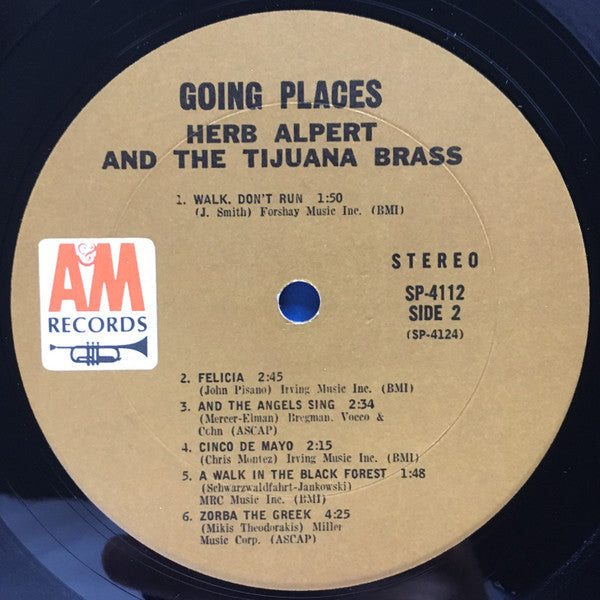 GOING PLACES
HERB ALPERT
AND THE TIJUANA BRASS
1. WALK, DON'T RUN 1:50
(J. Smith) Forshay Music Inc. (BMI)
A&M
RECORDS
STEREO
SP-4112
SIDE 2
(SP-4124)
2. FELICIA 2:45
(John Pisano) Irving Music Inc. (BMI)
3. AND THE ANGELS SING 2:34
(Mercer-Elman) Bregman, Vocco &
Cohn (ASCAP)
4. CINCO DE MAYO 2:15
(Chris Montez) Irving Music Inc. (BMI)
5. A WALK IN THE BLACK FOREST 1:48
(Schwarzwaldfahrt-Jankowski)
MRC Music Inc. (BMI)
6. ZORBA THE GREEK 4:25
(Mikis Theodorakis) Miller
Music Corp. (ASCAP)